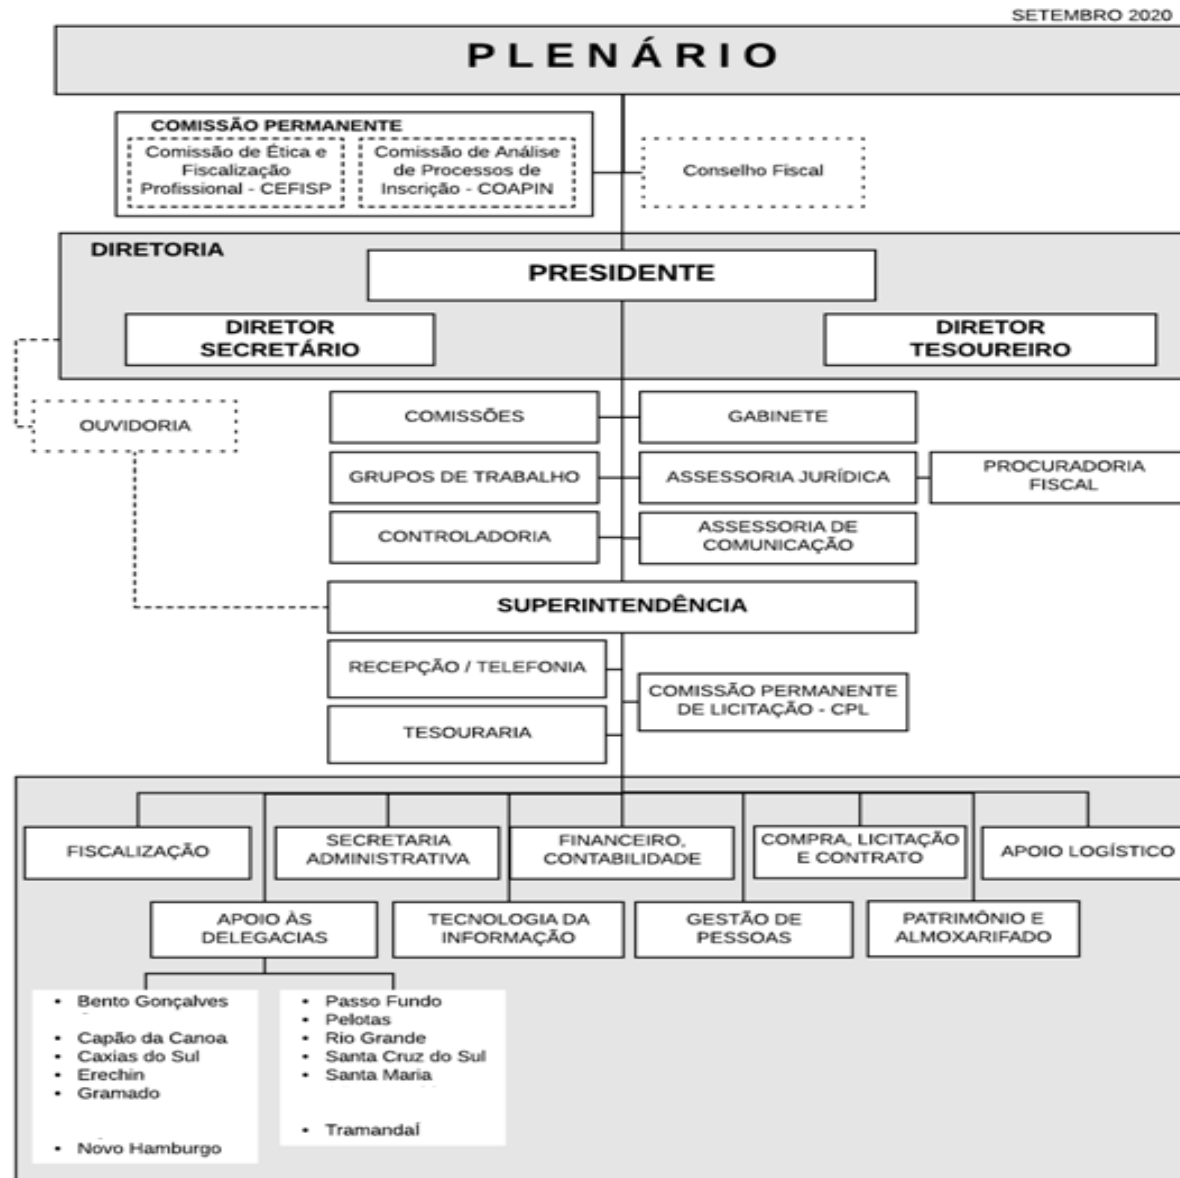 SETEMBRO 2020
PLENÁRIO
COMISSÃO PERMANENTE
Comissão de Ética e
Fiscalização
Profissional - CEFISP
Comissão de Análise
de Processos de
Inscrição - COAPIN
Conselho Fiscal
DIRETORIA
PRESIDENTE
DIRETOR
SECRETÁRIO
DIRETOR
TESOUREIRO
OUVIDORIA
COMISSÕES
GABINETE
GRUPOS DE TRABALHO
ASSESSORIA JURÍDICA
PROCURADORIA
FISCAL
CONTROLADORIA
ASSESSORIA DE
COMUNICAÇÃO
SUPERINTENDÊNCIA
RECEPÇÃO / TELEFONIA
COMISSÃO PERMANENTE
DE LICITAÇÃO - CPL
TESOURARIA
FISCALIZAÇÃO
SECRETARIA
ADMINISTRATIVA
FINANCEIRO,
CONTABILIDADE
COMPRA, LICITAÇÃO
E CONTRATO
APOIO LOGÍSTICO
APOIO ÀS
DELEGACIAS
TECNOLOGIA DA
INFORMAÇÃO
GESTÃO DE
PESSOAS
PATRIMÔNIO E
ALMOXARIFADO
• Bento Gonçalves
• Capão da Canoa
• Caxias do Sul
• Erechin
• Gramado
• Novo Hamburgo
• Passo Fundo
• Pelotas
• Rio Grande
• Santa Cruz do Sul
• Santa Maria
• Tramandaí